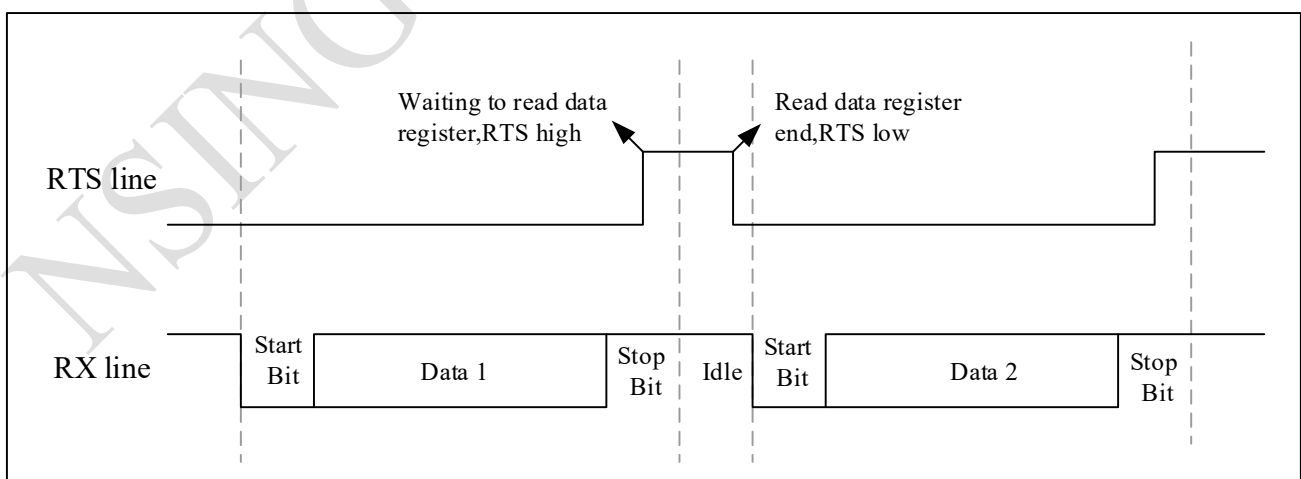 NSING
Waiting to read data
register,RTS high
Read data register
end,RTS low
RTS line
RX line
Start
Bit
Data 1
Stop
Bit
Idle
Start
Bit
Data 2
Stop
Bit